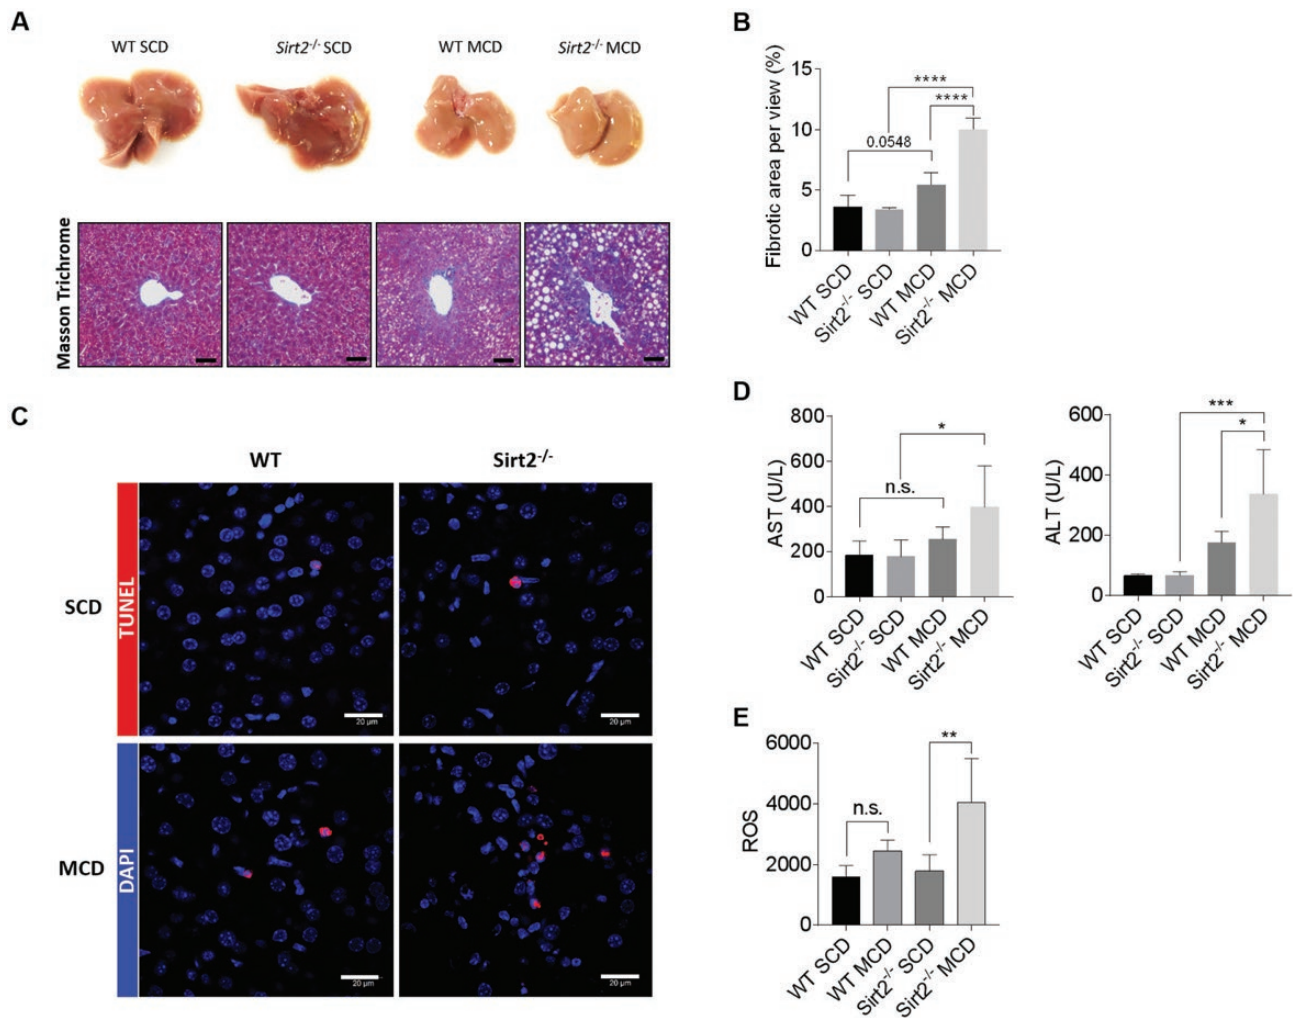 A
WT SCD
Sirt2-/- SCD
WT MCD
Sirt2-/- MCD
Masson Trichrome
B
Fibrotic area per view (%)
15
10
5
0
****
****
0.0548
WT SCD
Sirt2-/- SCD
WT MCD
Sirt2-/- MCD
C
WT
Sirt2-/-
SCD
TUNEL
20 µm
20 µm
MCD
DAPI
20 µm
20 µm
D
AST (U/L)
800
600
400
200
0
*
n.s.
WT SCD
Sirt2-/- SCD
WT MCD
Sirt2-/- MCD
ALT (U/L)
600
400
200
0
***
*
WT SCD
Sirt2-/- SCD
WT MCD
Sirt2-/- MCD
E
ROS
6000
4000
2000
0
**
n.s.
WT SCD
WT MCD
Sirt2-/- SCD
Sirt2-/- MCD